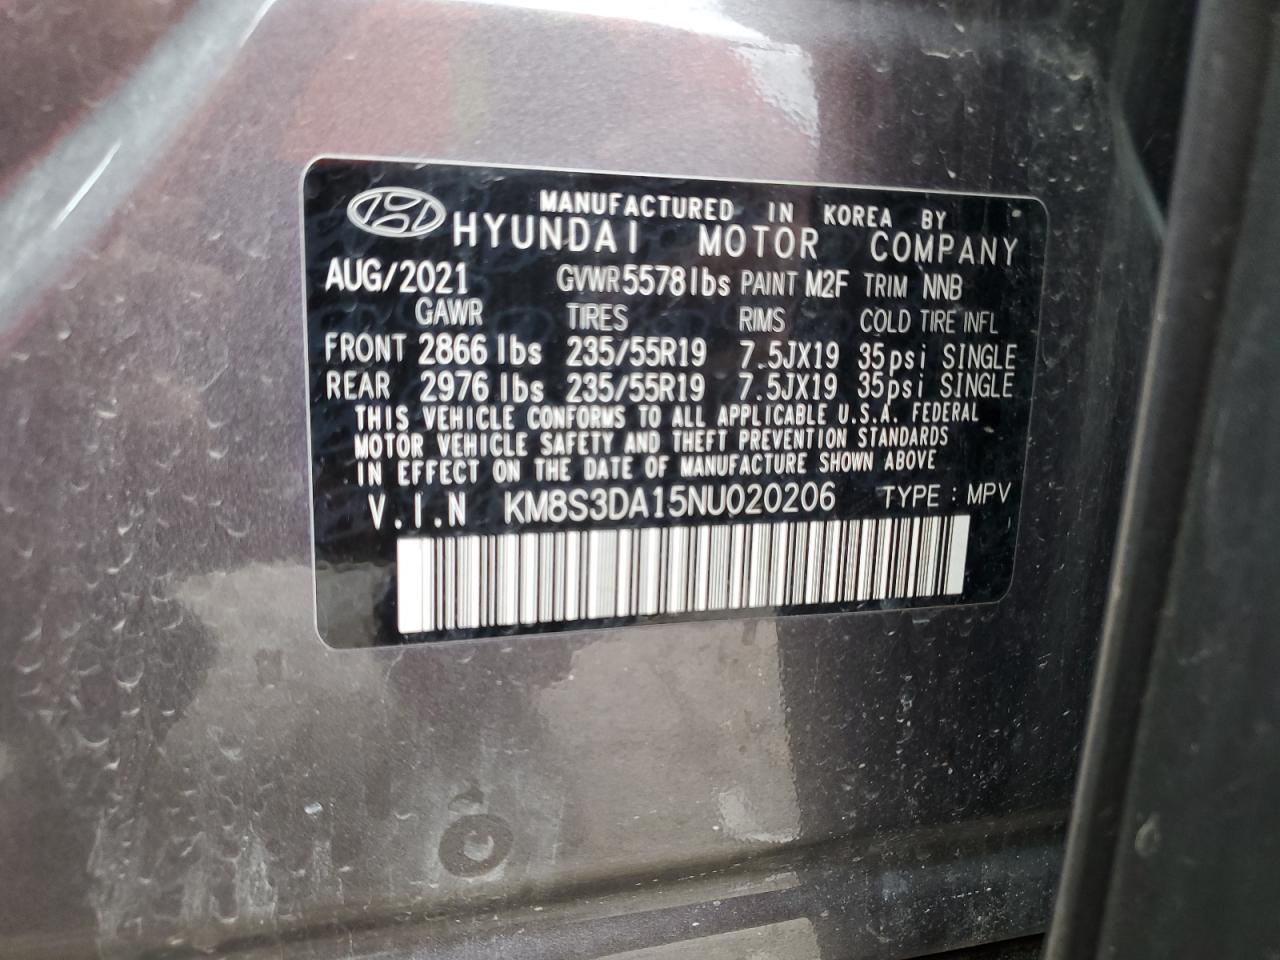 MANUFACTURED IN KOREA BY
HYUNDAI MOTOR COMPANY
AUG/2021 GVWR 5578lbs PAINT M2F TRIM NNB
GAWR TIRES RIMS COLD TIRE INFL
FRONT 2866 lbs 235/55R19 7.5JX19 35psi SINGLE
REAR 2976 lbs 235/55R19 7.5JX19 35psi SINGLE
THIS VEHICLE CONFORMS TO ALL APPLICABLE U.S.A. FEDERAL
MOTOR VEHICLE SAFETY AND THEFT PREVENTION STANDARDS
IN EFFECT ON THE DATE OF MANUFACTURE SHOWN ABOVE
V.I.N KM8S3DA15NU020206 TYPE : MPV